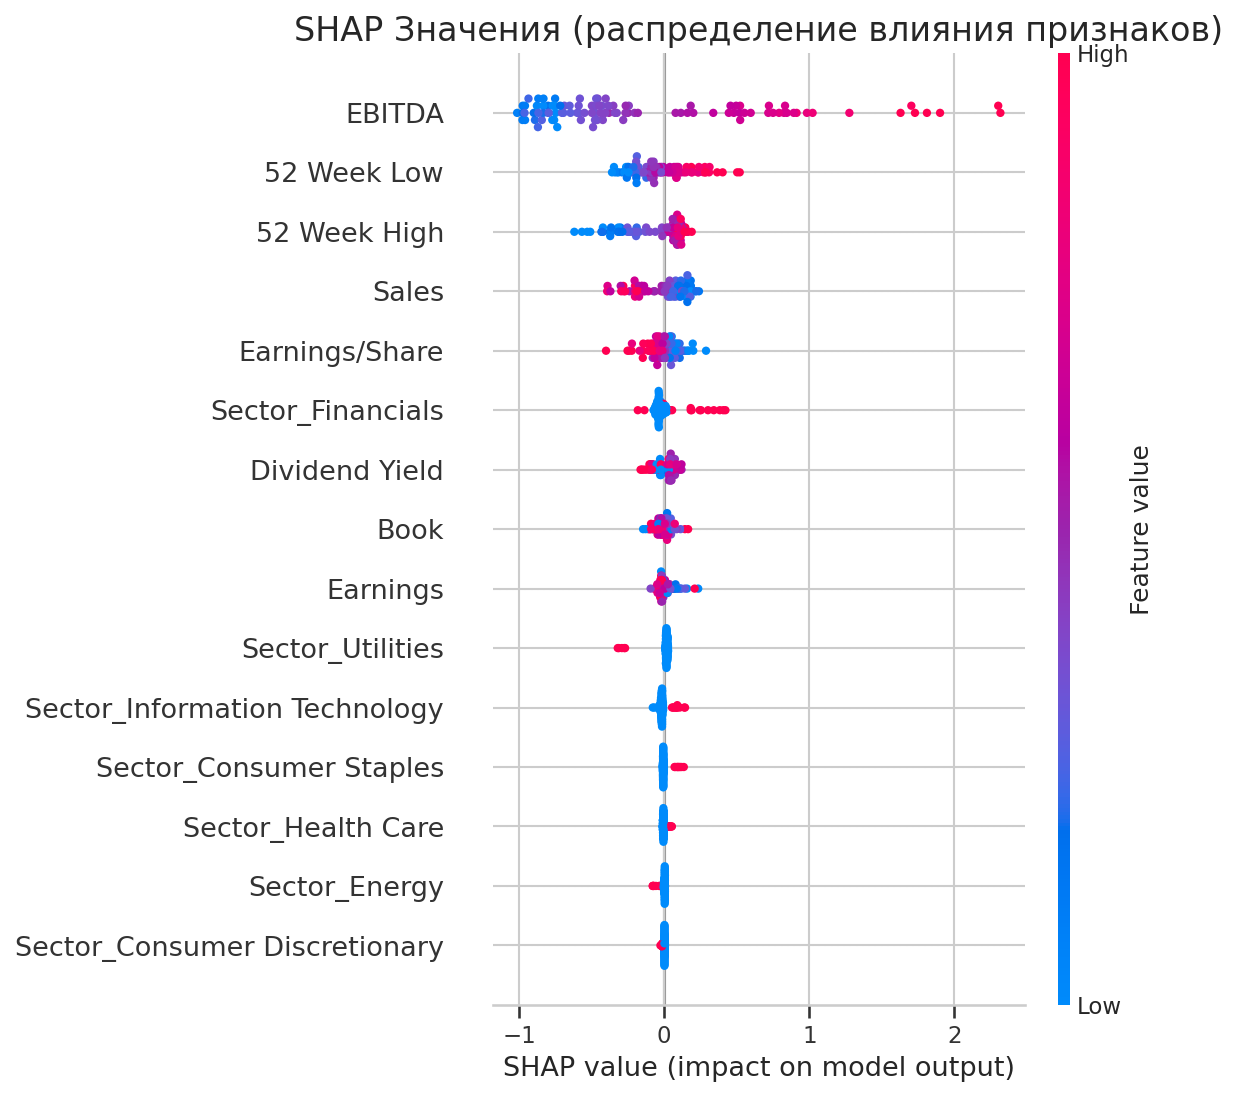 SHAP Значения (распределение влияния признаков)
High
EBITDA
52 Week Low
52 Week High
Sales
Earnings/Share
Sector_Financials
Dividend Yield
Book
Earnings
Sector_Utilities
Sector_Information Technology
Sector_Consumer Staples
Sector_Health Care
Sector_Energy
Sector_Consumer Discretionary
Feature value
Low
−1 0 1 2
SHAP value (impact on model output)